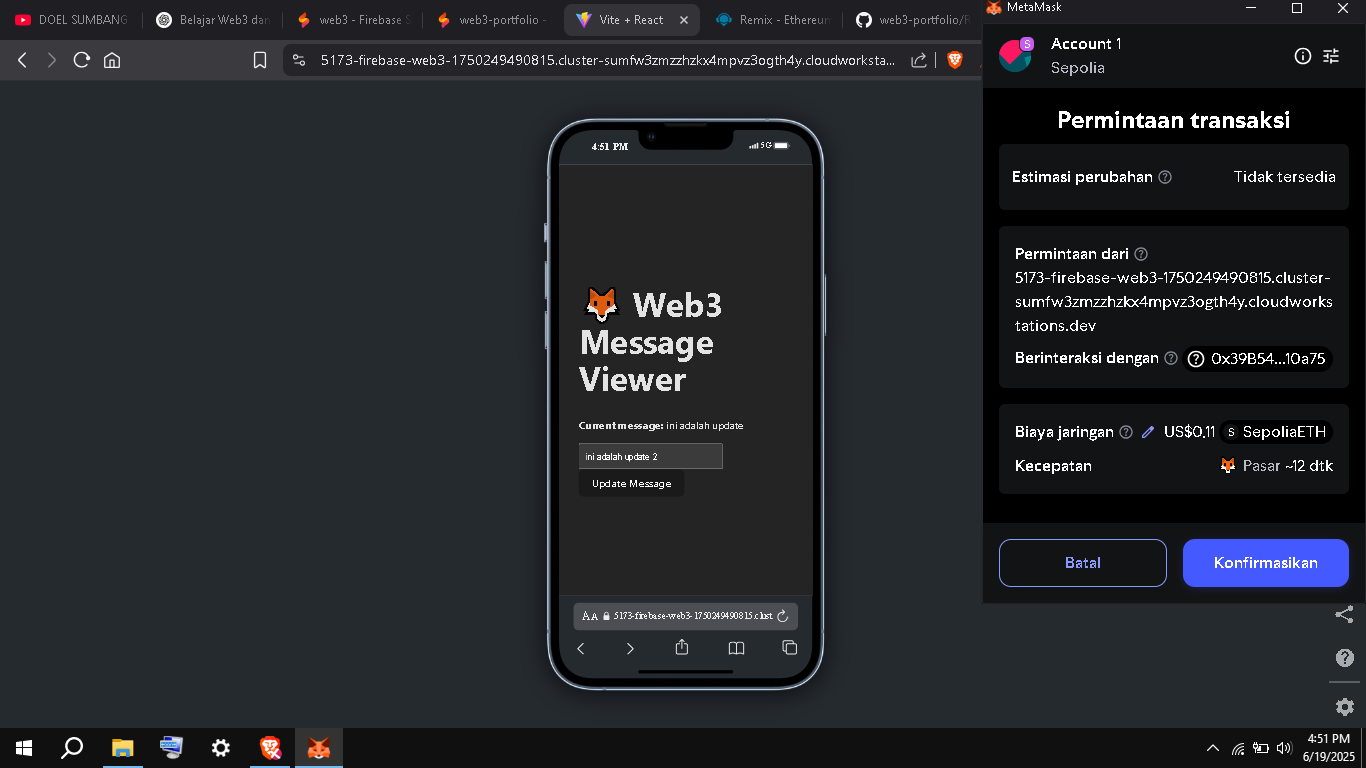 DOEL SUMBANG
Belajar Web3 dan
web3 - Firebase S
web3-portfolio -
Vite + React
Remix - Ethereum
web3-portfolio/R
5173-firebase-web3-1750249490815.cluster-sumfw3zmzzhzkx4mpvz3ogth4y.cloudworksta...
4:51 PM
5G
Web3
Message
Viewer
Current message: ini adalah update
ini adalah update 2
Update Message
AA 5173-firebase-web3-1750249490815.clust
MetaMask
S
Account 1
Sepolia
Permintaan transaksi
Estimasi perubahan Tidak tersedia
Permintaan dari
5173-firebase-web3-1750249490815.cluster-
sumfw3zmzzhzkx4mpvz3ogth4y.cloudworks
tations.dev
Berinteraksi dengan 0x39B54...10a75
Biaya jaringan US$0.11 S SepoliaETH
Kecepatan Pasar ~12 dtk
Batal
Konfirmasikan
4:51 PM
6/19/2025